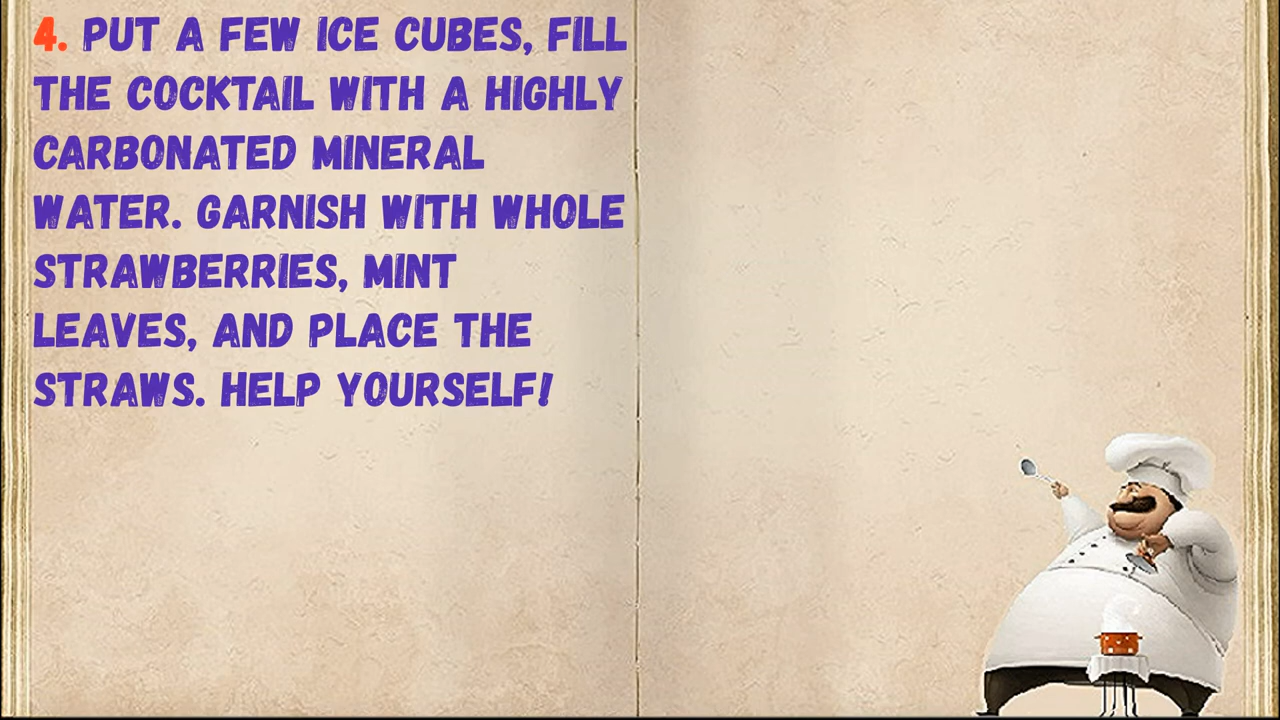 4. PUT A FEW ICE CUBES, FILL
THE COCKTAIL WITH A HIGHLY
CARBONATED MINERAL
WATER. GARNISH WITH WHOLE
STRAWBERRIES, MINT
LEAVES, AND PLACE THE
STRAWS. HELP YOURSELF!